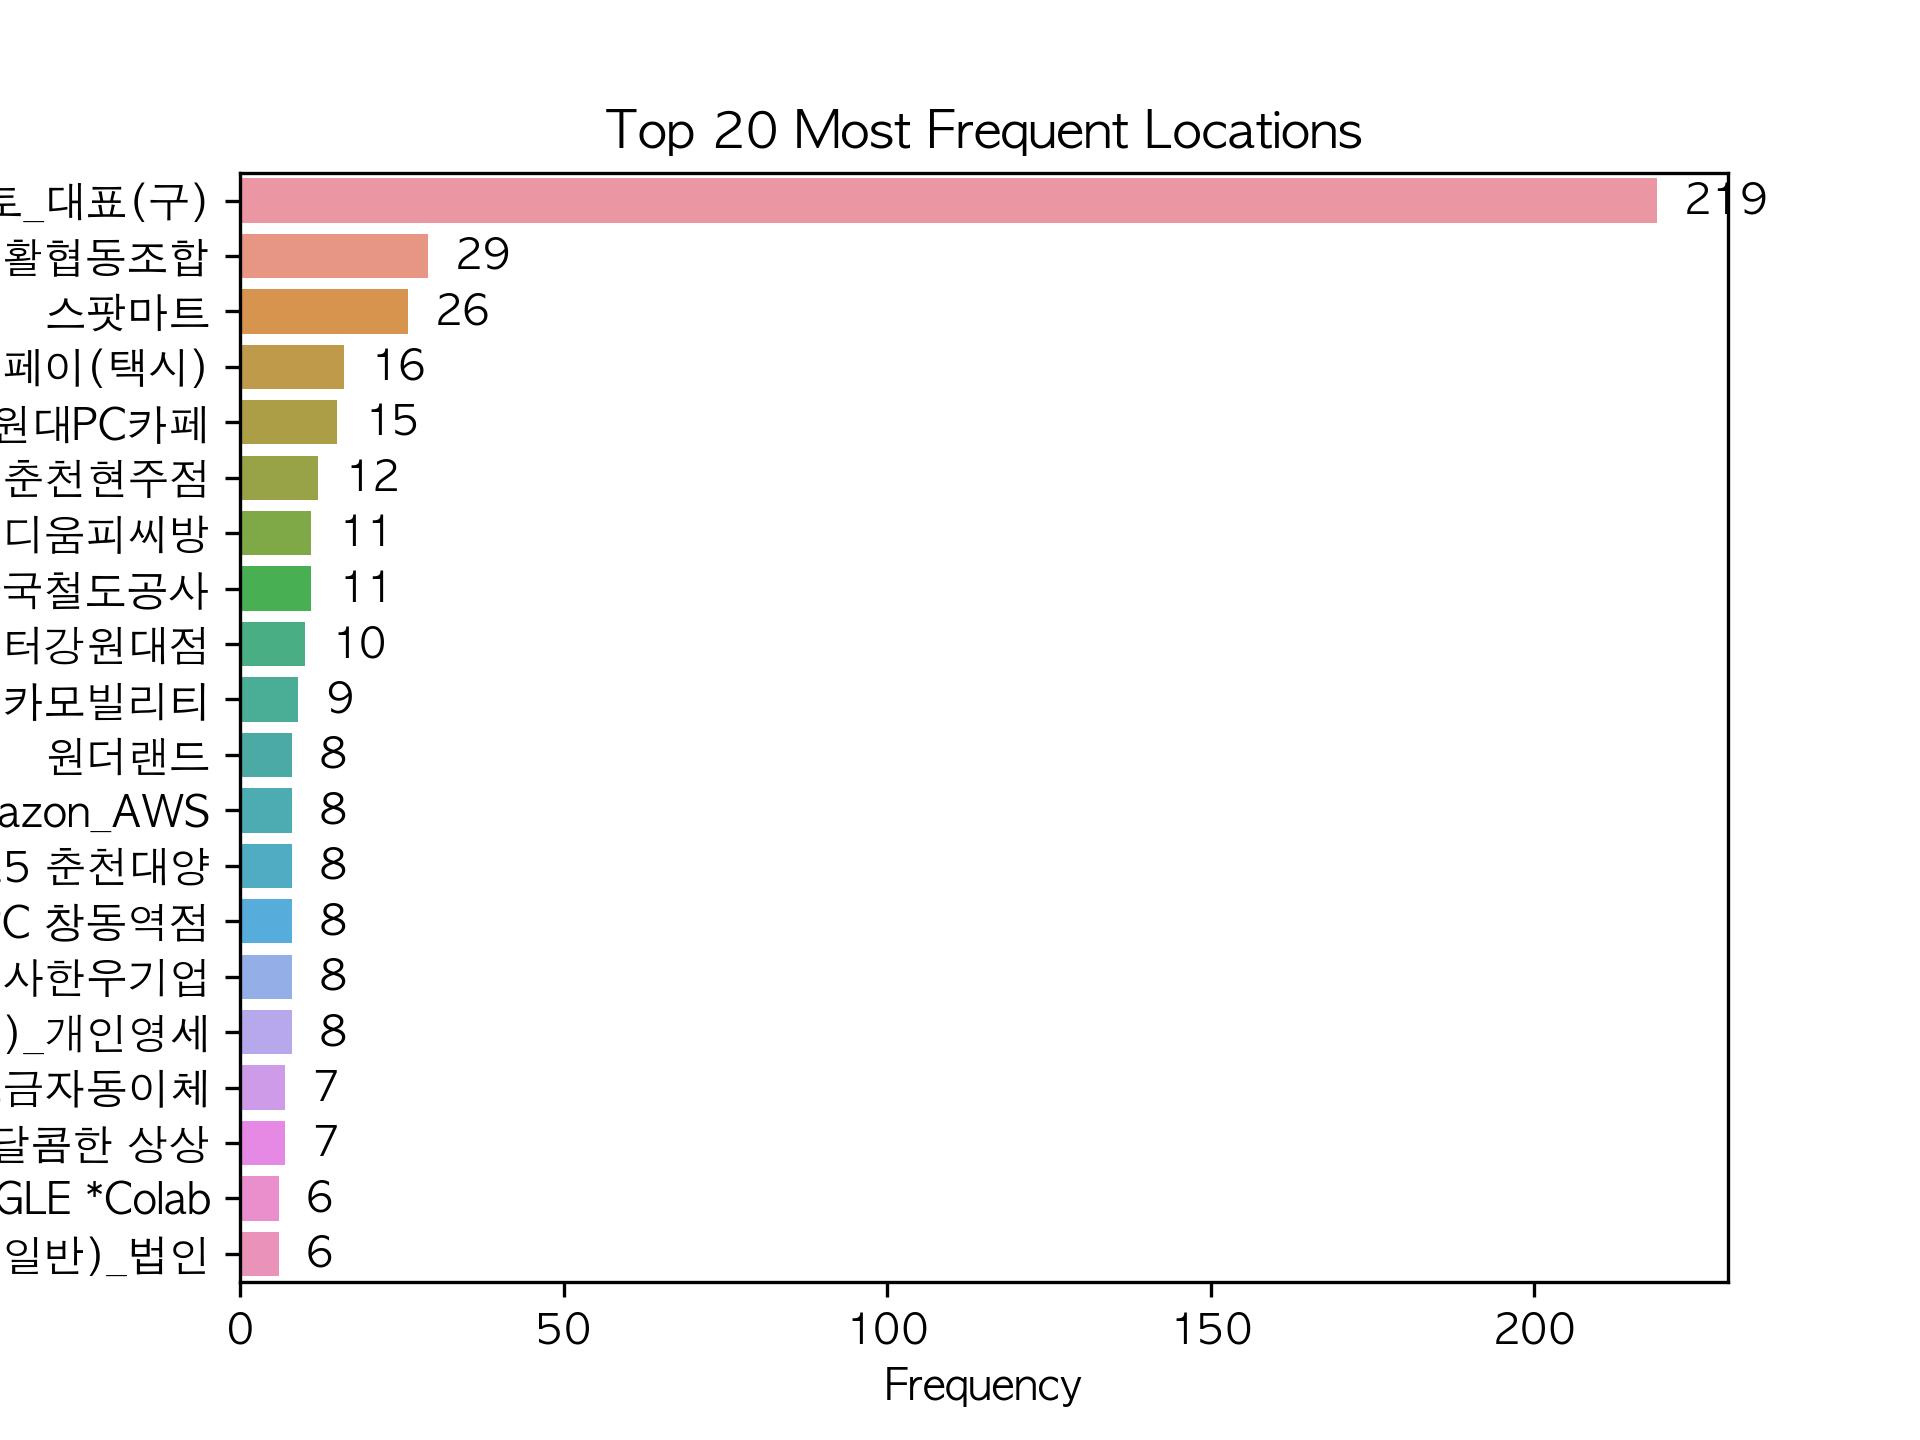 Top 20 Most Frequent Locations
토_대표(구) 219
활협동조합 29
스팟마트 26
페이(택시) 16
원대PC카페 15
춘천현주점 12
디움피씨방 11
국철도공사 11
터강원대점 10
카모빌리티 9
원더랜드 8
azon_AWS 8
5 춘천대양 8
C 창동역점 8
사한우기업 8
)_개인영세 8
금자동이체 7
달콤한 상상 7
GLE *Colab 6
일반)_법인 6
0 50 100 150 200
Frequency